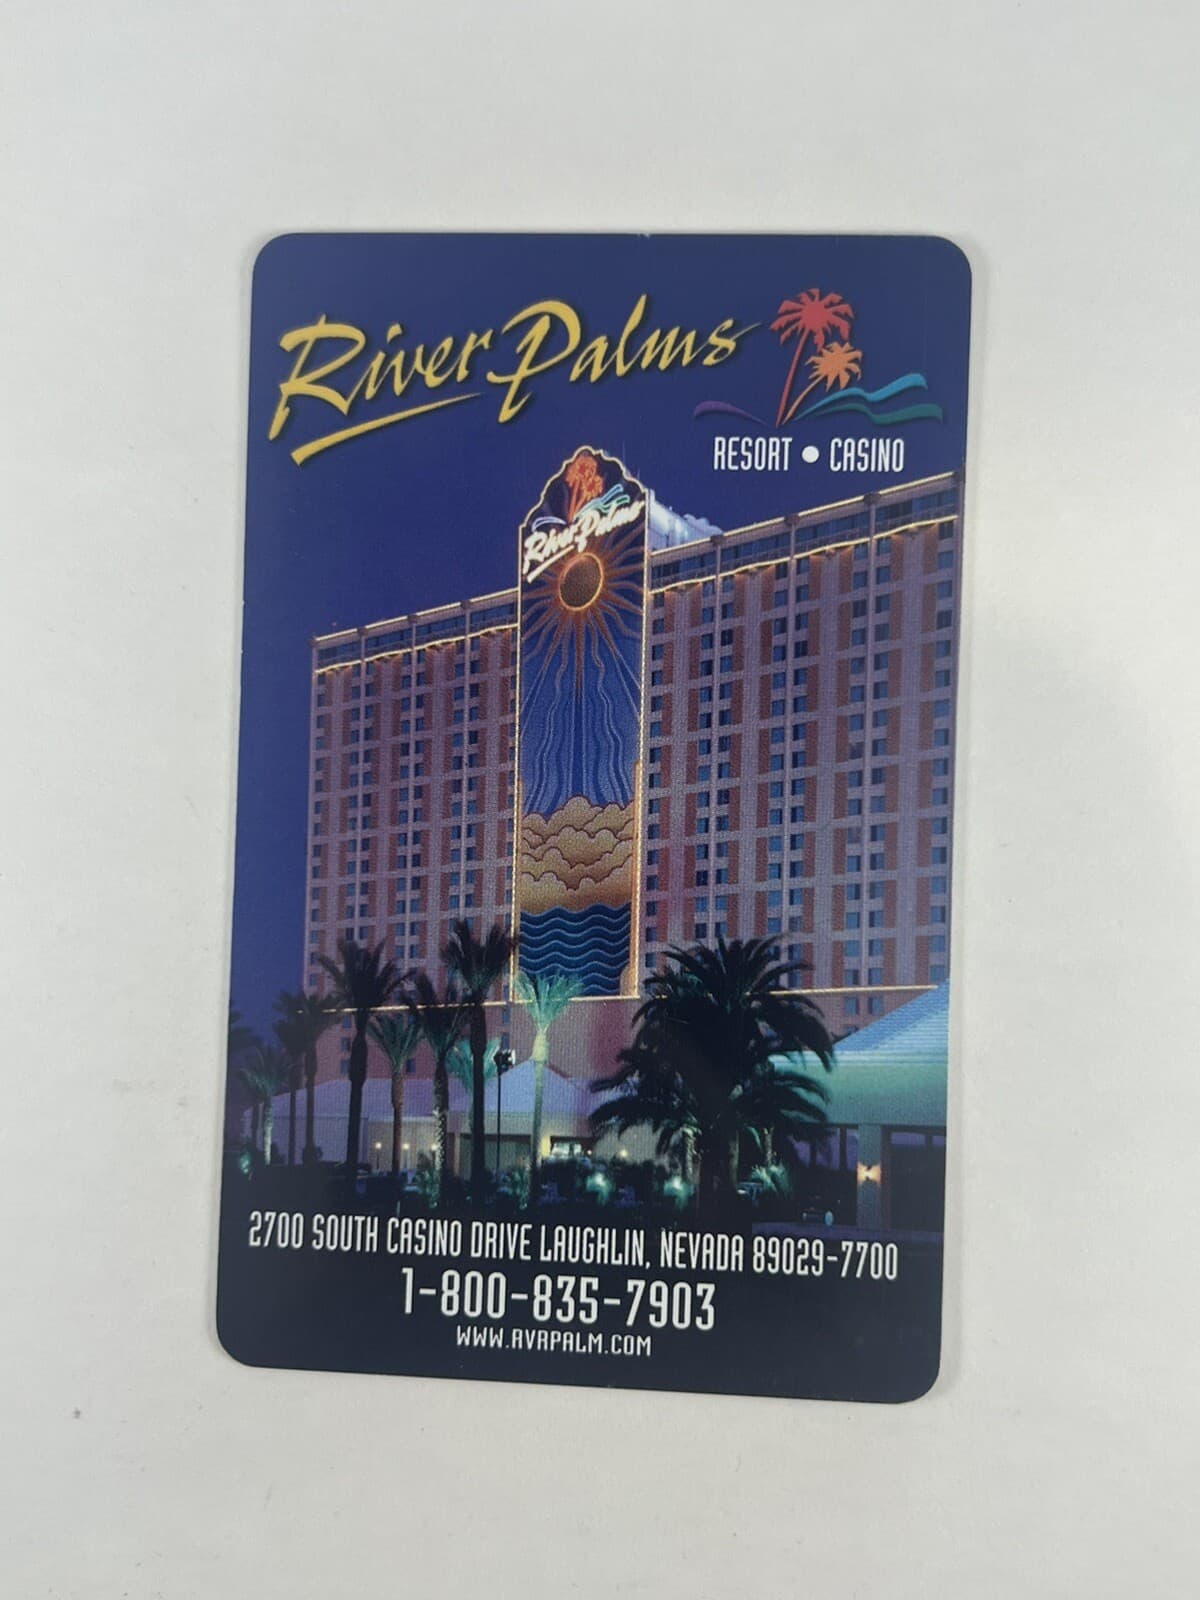 River Palms
RESORT • CASINO
River Palms
2700 SOUTH CASINO DRIVE LAUGHLIN, NEVADA 89029-7700
1-800-835-7903
WWW.RVRPALM.COM